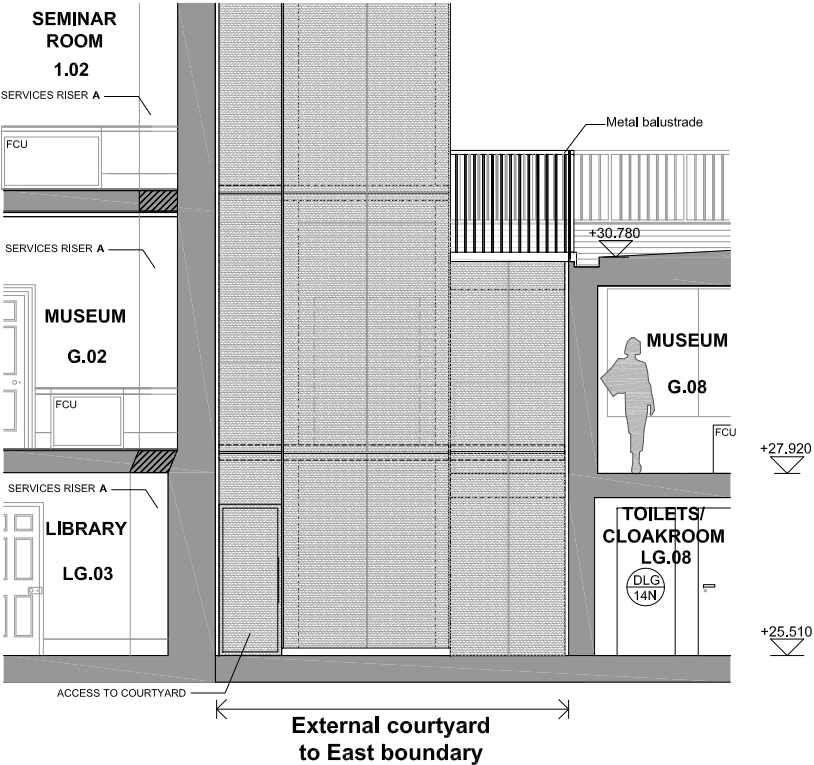 SEMINAR
ROOM
1.02
SERVICES RISER A
FCU
Metal balustrade
+30.780
SERVICES RISER A
MUSEUM
G.02
FCU
MUSEUM
G.08
FCU
+27.920
SERVICES RISER A
LIBRARY
LG.03
TOILETS/
CLOAKROOM
LG.08
DLG
14N
+25.510
ACCESS TO COURTYARD
External courtyard
to East boundary